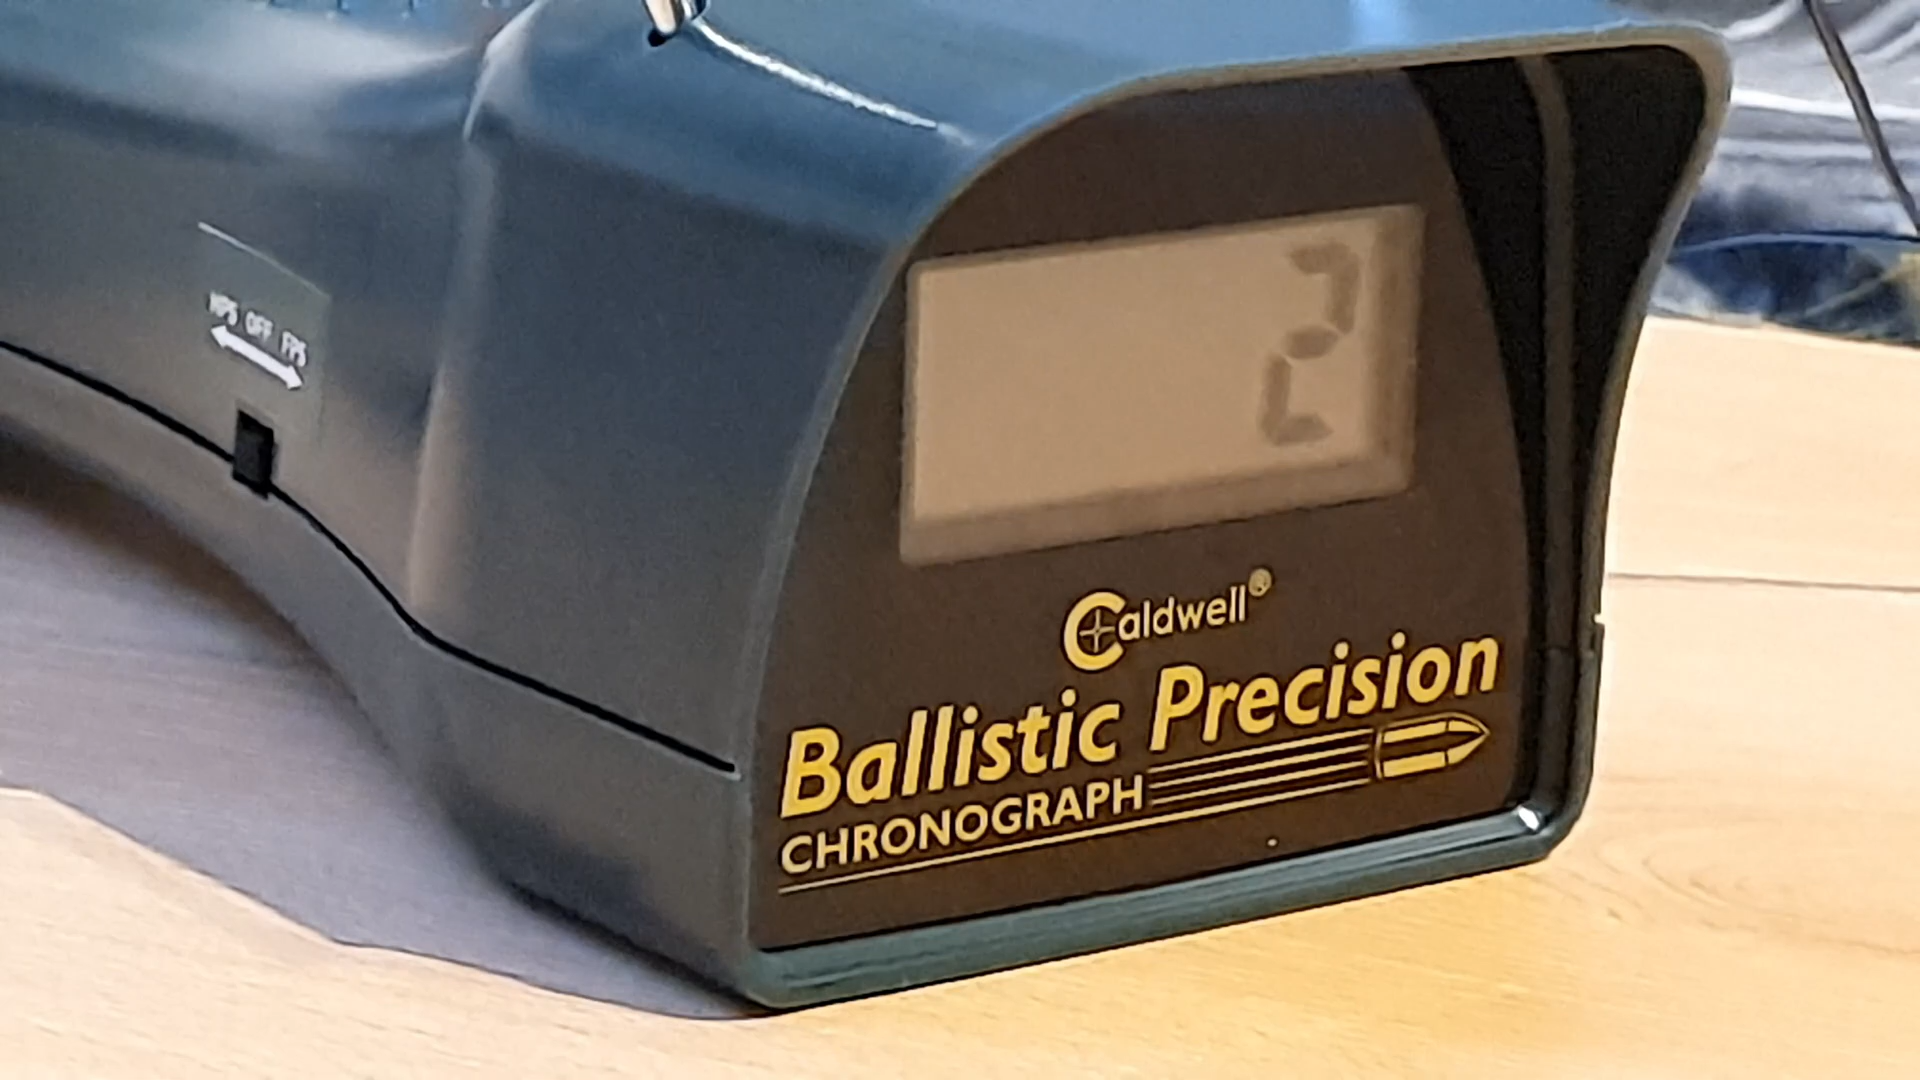 MPS OFF FPS
2
Caldwell®
Ballistic Precision
CHRONOGRAPH